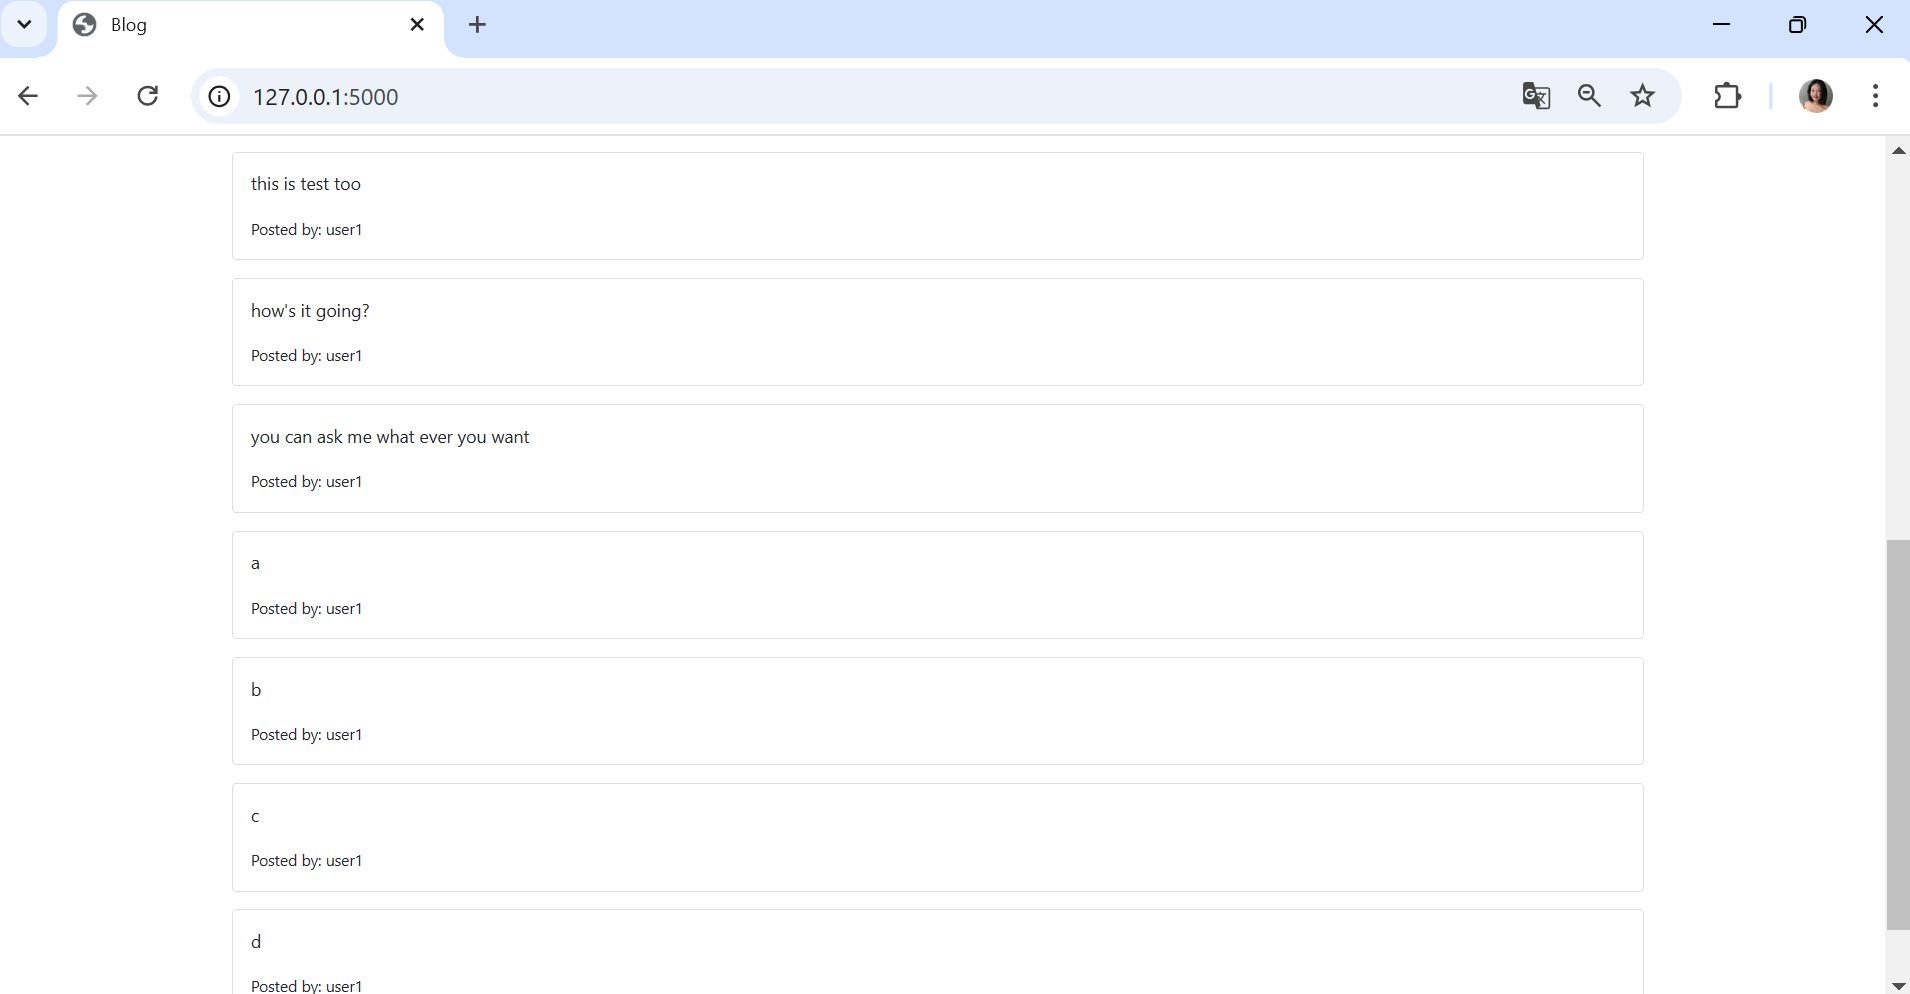 Blog
127.0.0.1:5000
this is test too
Posted by: user1
how's it going?
Posted by: user1
you can ask me what ever you want
Posted by: user1
a
Posted by: user1
b
Posted by: user1
c
Posted by: user1
d
Posted by: user1